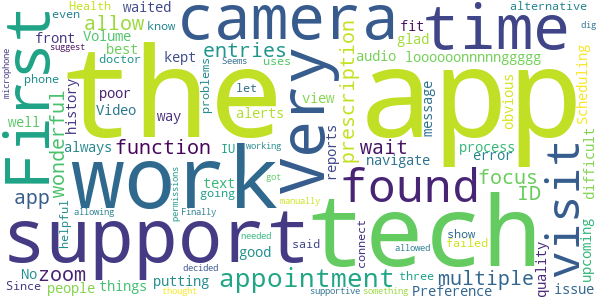 Health even waited alternative
allow camera time fit know
Volume front best doctor entries kept uses audio glad dig
suggest microphone phone history
First the very app
loooooonnnnnggggg
poor Video way alerts problems let view prescription message obvious Scheduling
wonderful well always function IU working reports wait process error
work found navigate difficult
app text going Seems got focus ID visit
helpful permissions allowing manually
support tech
No zoom good said connect show failed upcoming
Since people things putting appointment three multiple quality issue
Finally decided needed allowed Preference
thought supportive something